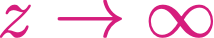 z → ∞